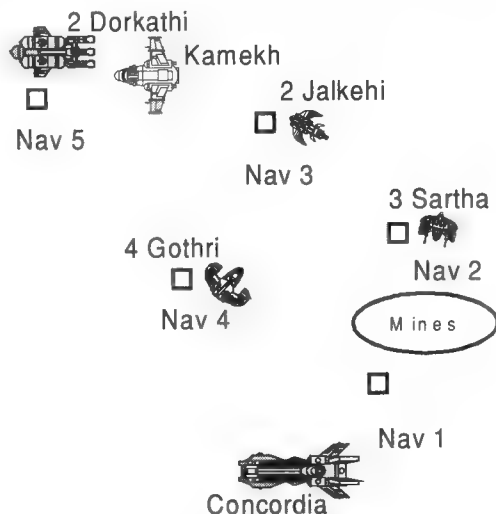 2 Dorkathi
Kamekh
2 Jalkehi
Nav 5
Nav 3
3 Sartha
4 Gothri
Nav 2
Nav 4
Mines
Nav 1
Concordia